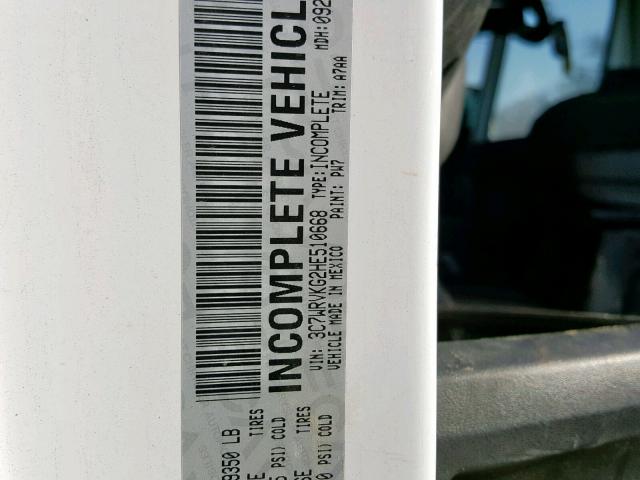 9350 LB
TIRES
PSI) COLD
TIRES
PSI) COLD
INCOMPLETE VEHICL
VIN: 3C7WRVKG2HE510668 TYPE:INCOMPLETE MDH:092
VEHICLE MADE IN MEXICO PAINT: PW7 TRIM: A7AA